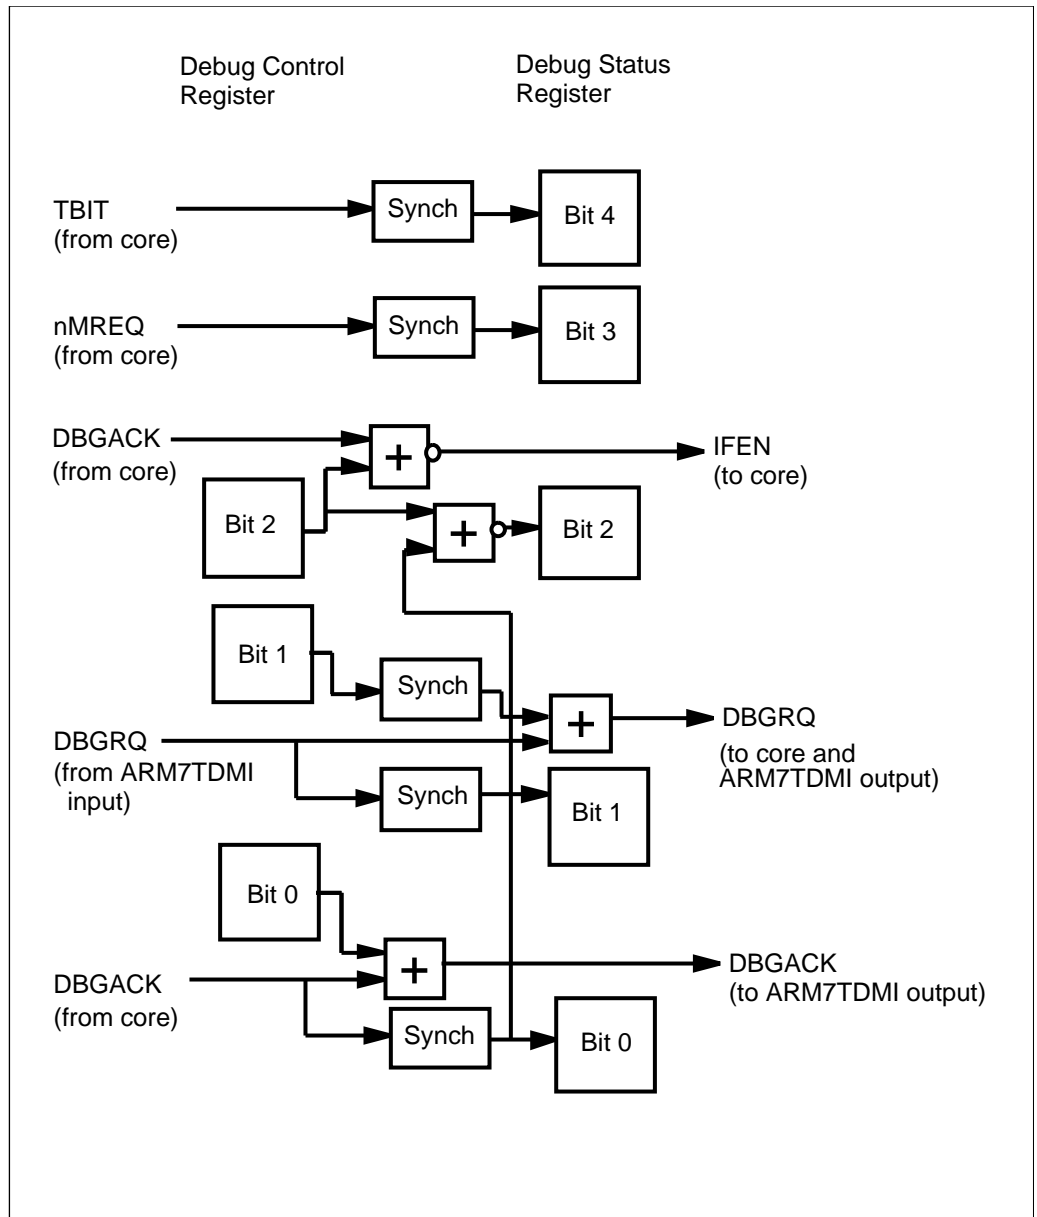 Debug Control
Register
Debug Status
Register
TBIT
(from core)
Synch
Bit 4
nMREQ
(from core)
Synch
Bit 3
DBGACK
(from core)
+
IFEN
(to core)
Bit 2
+
Bit 2
Bit 1
Synch
+
DBGRQ
(to core and
ARM7TDMI output)
DBGRQ
(from ARM7TDMI
input)
Synch
Bit 1
Bit 0
+
DBGACK
(to ARM7TDMI output)
DBGACK
(from core)
Synch
Bit 0